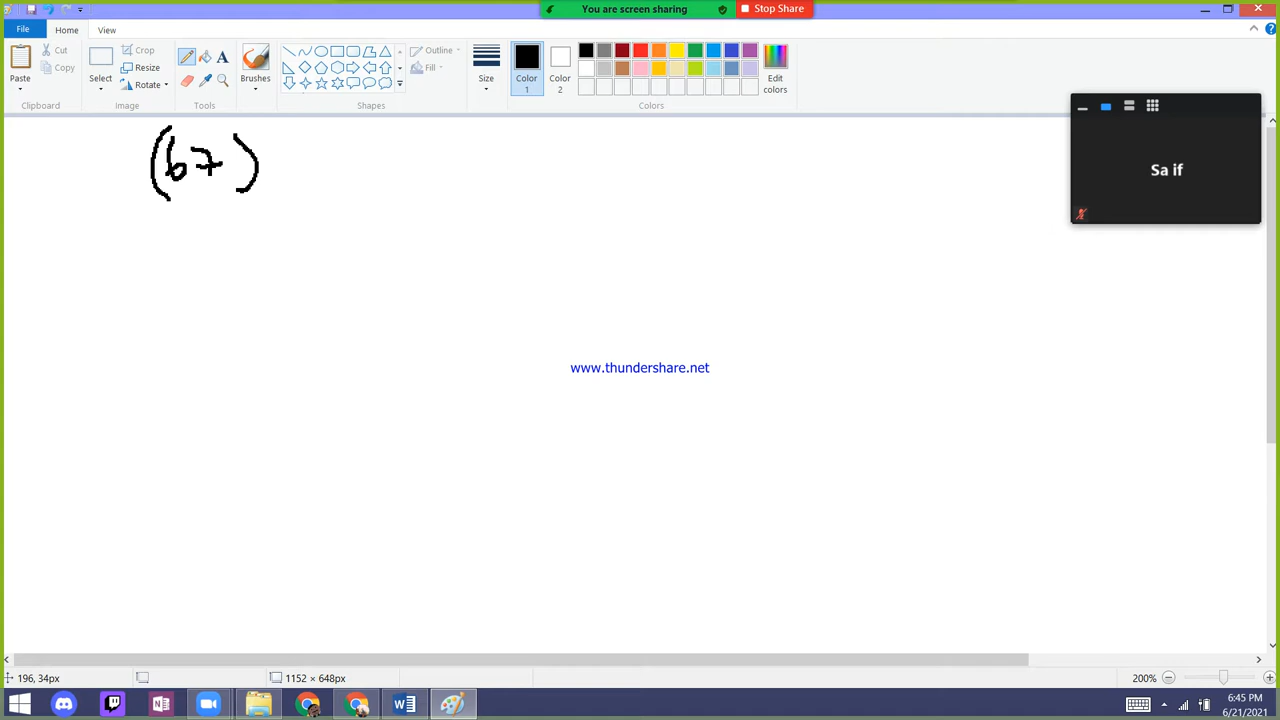 You are screen sharing
Stop Share
File
Home
View
Paste
Cut
Copy
Clipboard
Select
Crop
Resize
Rotate
Image
A
Tools
Brushes
Shapes
Outline
Fill
Size
Color
1
Color
2
Colors
Edit
colors
(67)
Sa if
www.thundershare.net
196, 34px
1152 × 648px
200%
6:45 PM
6/21/2021